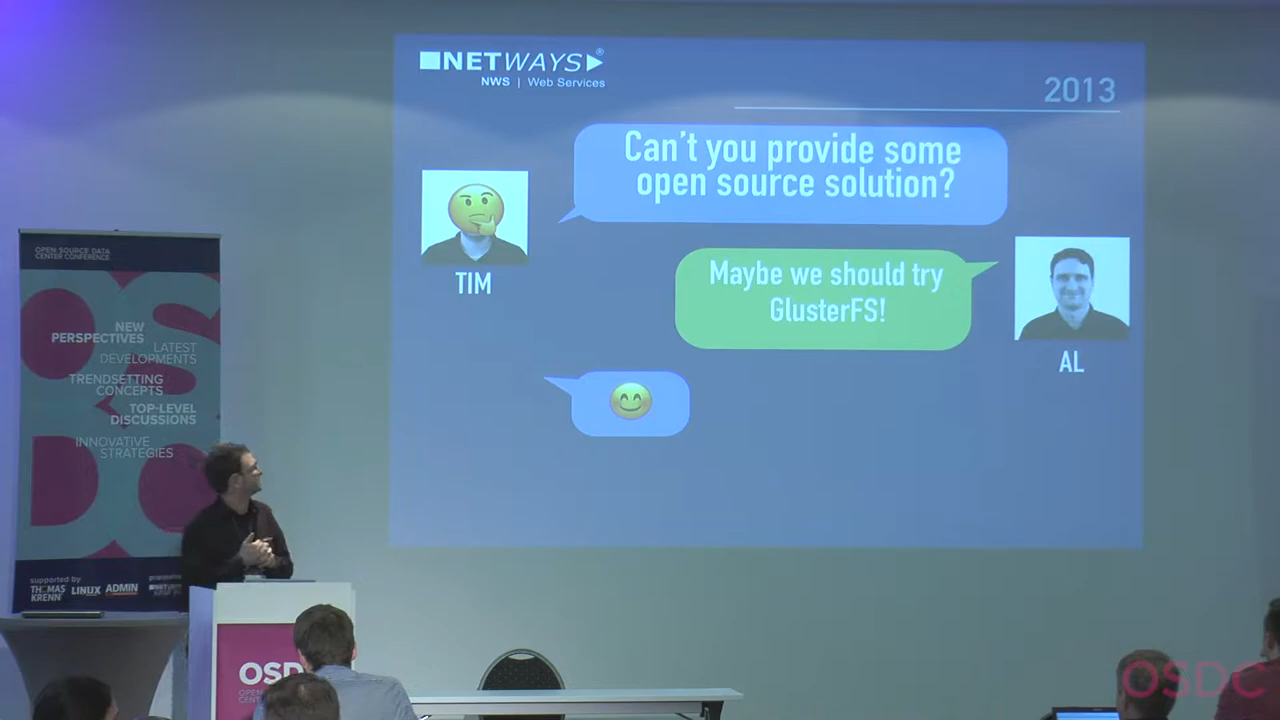 NETWAYS®
NWS | Web Services
2013
Can't you provide some
open source solution?
TIM
Maybe we should try
GlusterFS!
AL
OPEN SOURCE DATA
CENTER CONFERENCE
NEW
PERSPECTIVES
LATEST
DEVELOPMENTS
TRENDSETTING
CONCEPTS
TOP-LEVEL
DISCUSSIONS
INNOVATIVE
STRATEGIES
supported by
THOMAS
KRENN
LINUX
ADMIN
OSDC